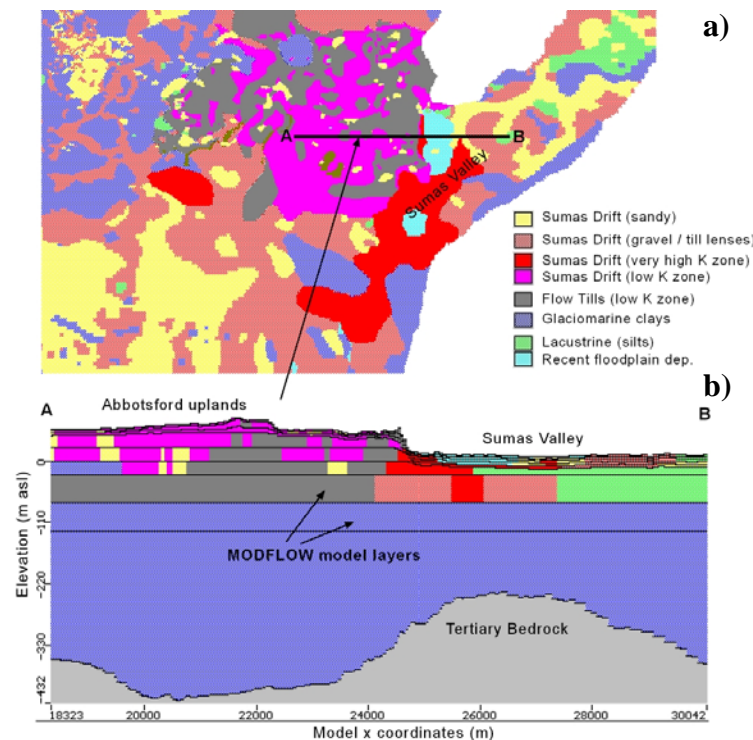 a)
A
B
Sumas Valley
Sumas Drift (sandy)
Sumas Drift (gravel / till lenses)
Sumas Drift (very high K zone)
Sumas Drift (low K zone)
Flow Tills (low K zone)
Glaciomarine clays
Lacustrine (silts)
Recent floodplain dep.
b)
A
Abbotsford uplands
B
Sumas Valley
Elevation (m asl)
0
-110
-220
-330
-432
MODFLOW model layers
Tertiary Bedrock
18323
20000
22000
24000
26000
28000
30042
Model x coordinates (m)